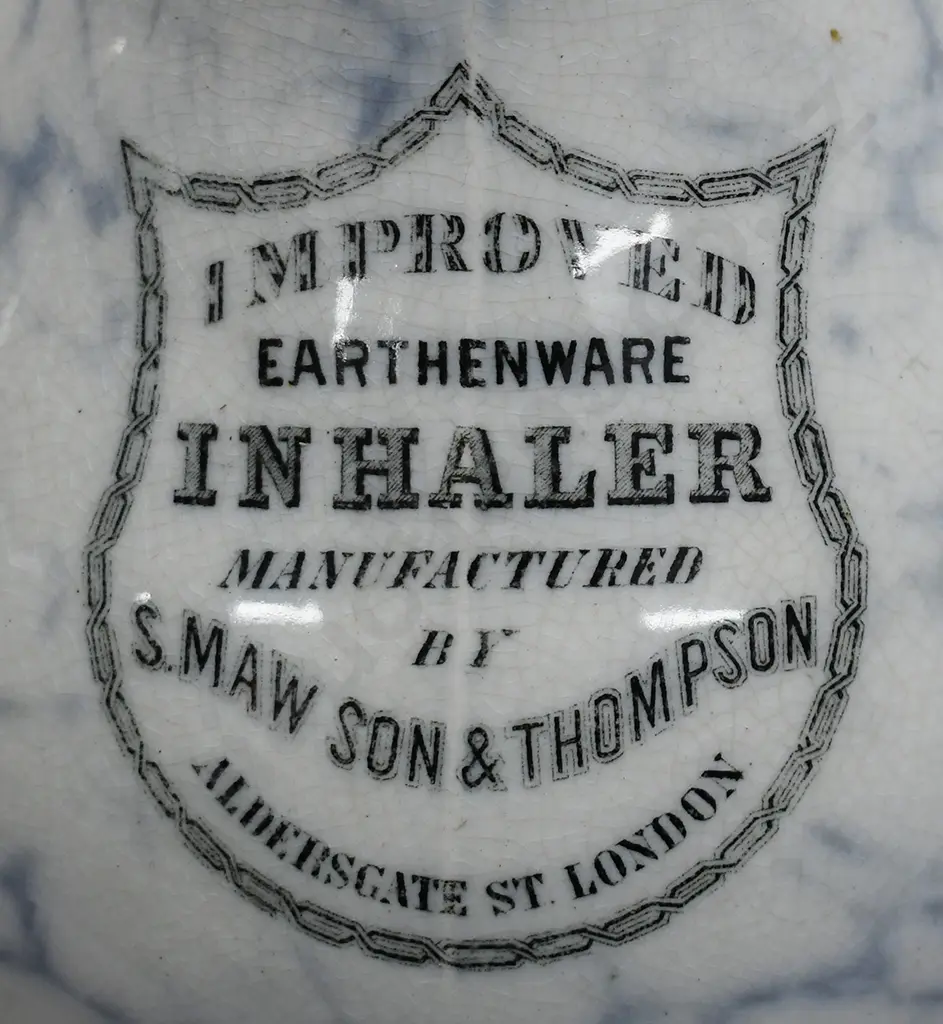 IMPROVED
EARTHENWARE
INHALER
MANUFACTURED
BY
S. MAW SON & THOMPSON
ALDERSGATE ST. LONDON